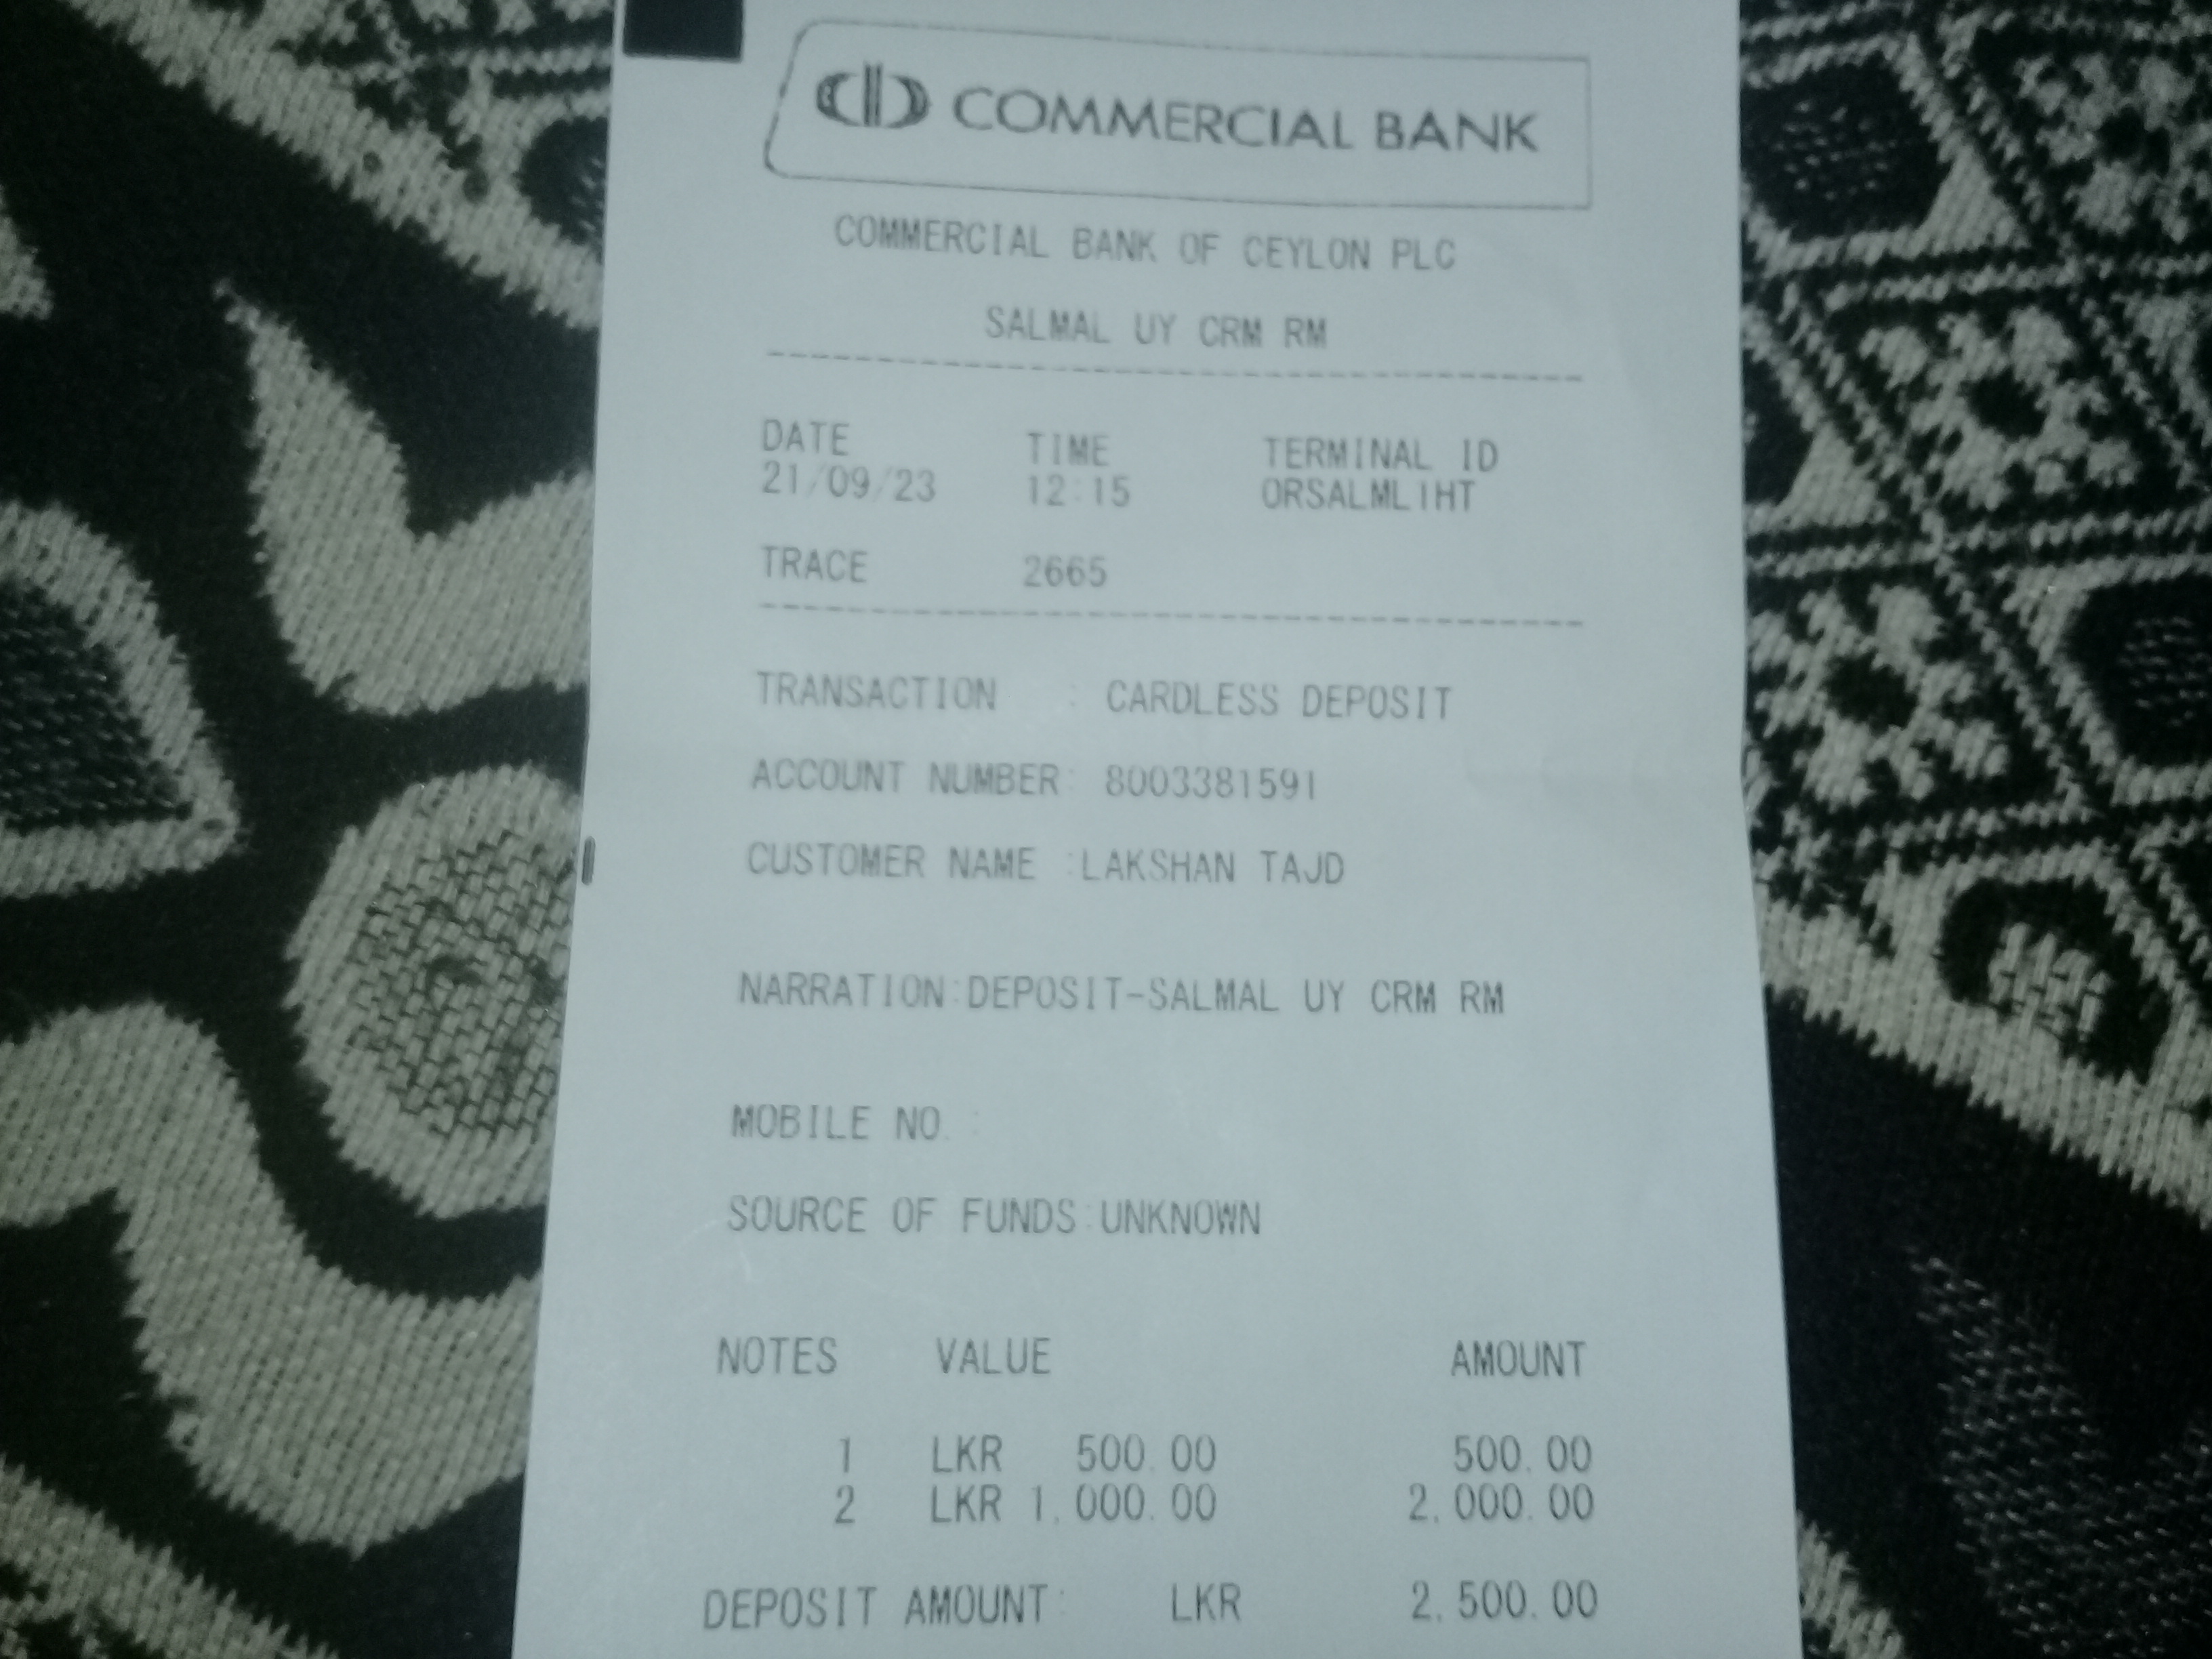 COMMERCIAL BANK
COMMERCIAL BANK OF CEYLON PLC
SALMAL UY CRM RM
DATE TIME TERMINAL ID
21/09/23 12:15 ORSALML1HT
TRACE 2665
TRANSACTION : CARDLESS DEPOSIT
ACCOUNT NUMBER: 8003381591
CUSTOMER NAME :LAKSHAN TAJD
NARRATION:DEPOSIT-SALMAL UY CRM RM
MOBILE NO. :
SOURCE OF FUNDS:UNKNOWN
NOTES VALUE AMOUNT
1 LKR 500.00 500.00
2 LKR 1,000.00 2,000.00
DEPOSIT AMOUNT: LKR 2,500.00